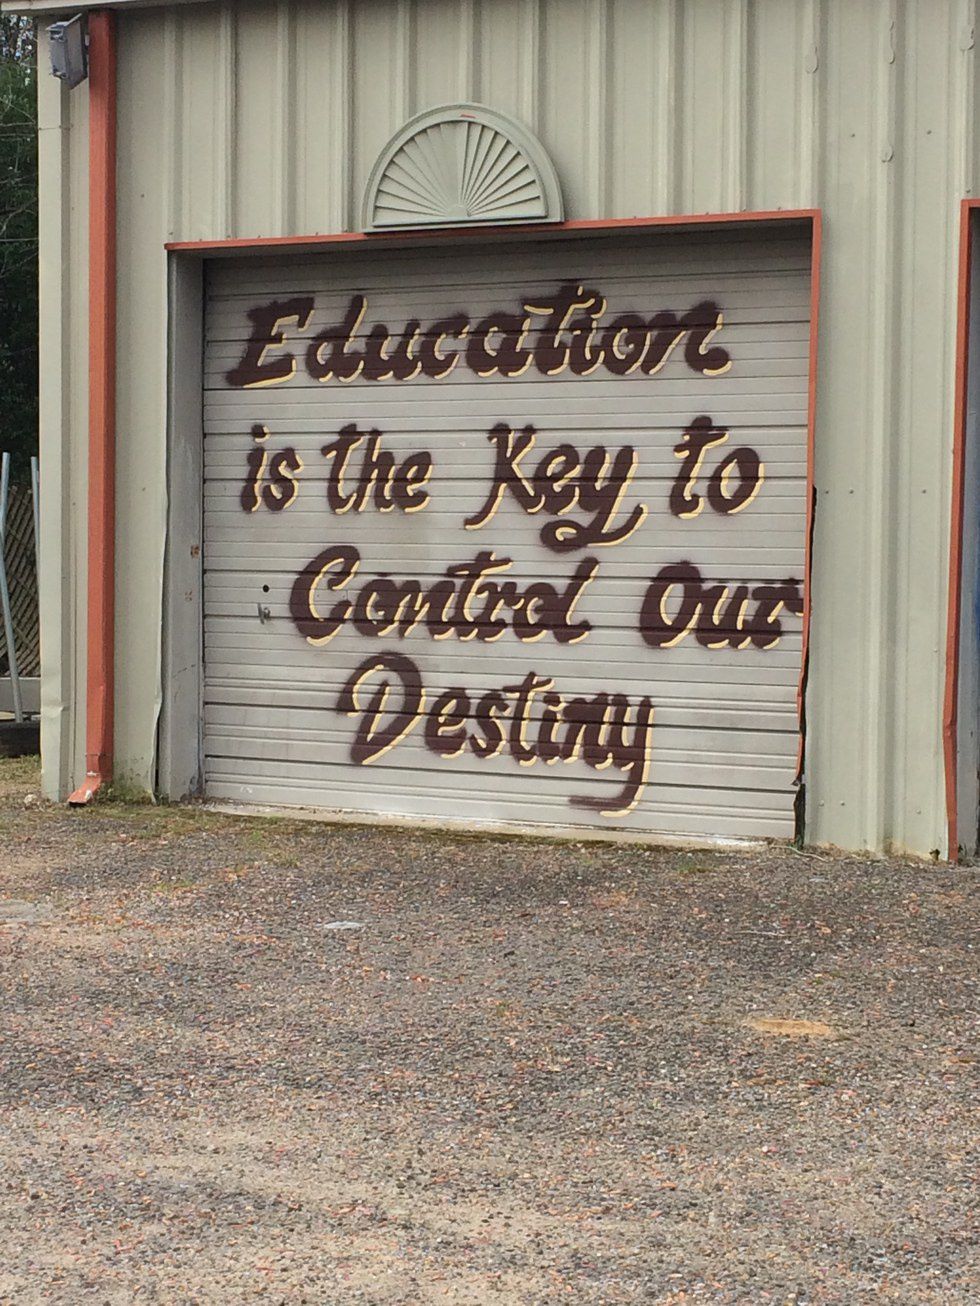 Education
is the Key to
Control Our
Destiny